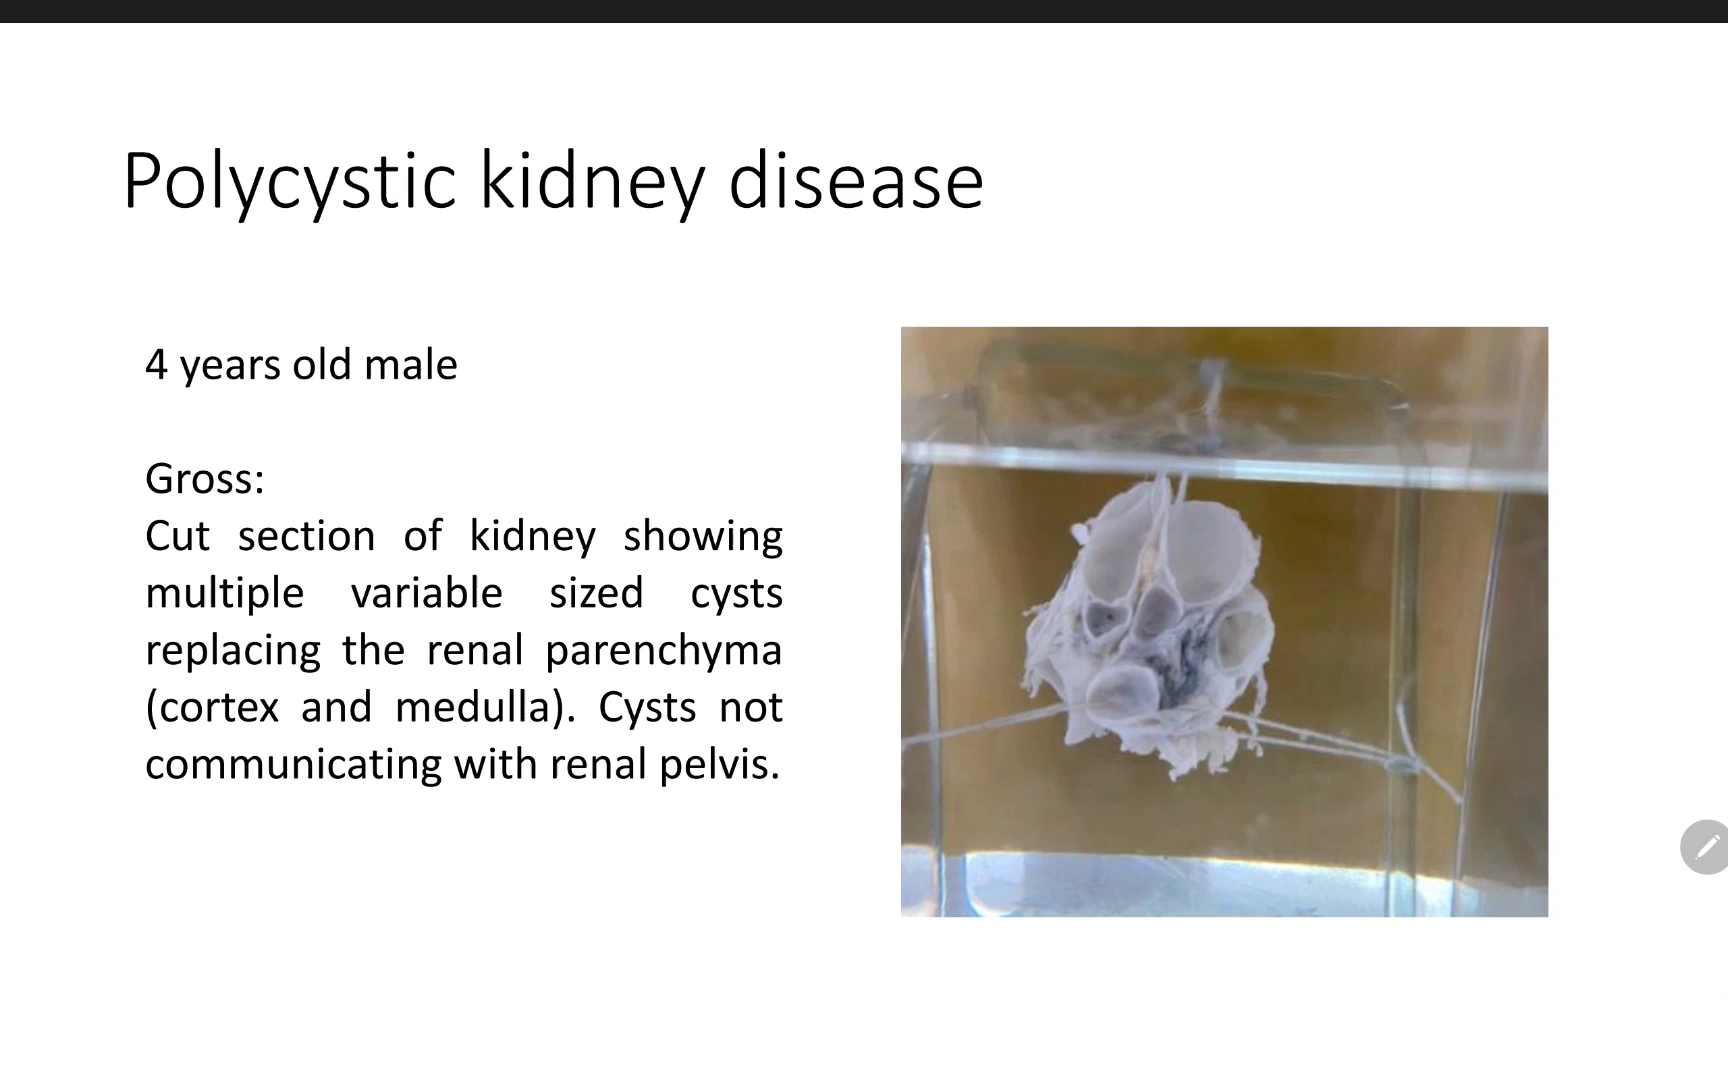 Polycystic kidney disease
4 years old male
Gross:
Cut section of kidney showing
multiple variable sized cysts
replacing the renal parenchyma
(cortex and medulla). Cysts not
communicating with renal pelvis.